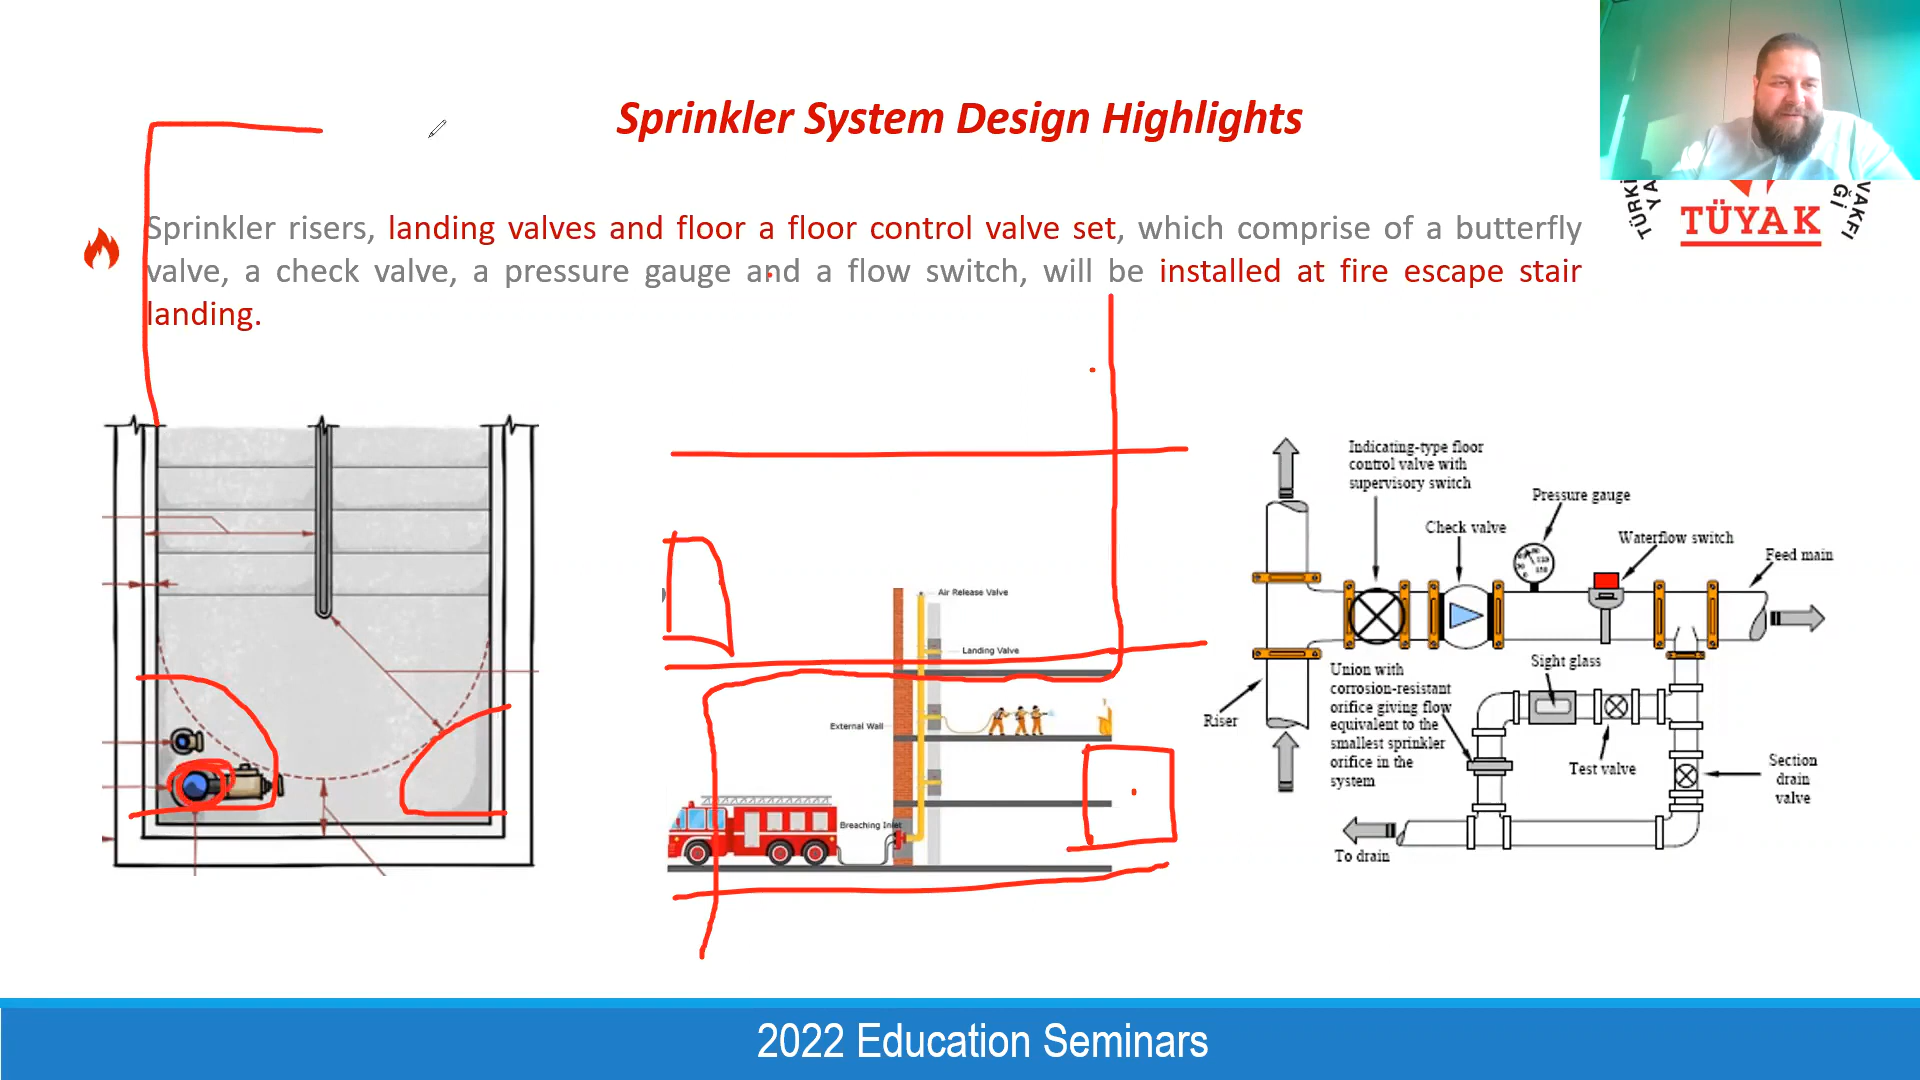 Sprinkler System Design Highlights
TÜRKİ
YA
VAKFI
Ğİ
TÜYAK
Sprinkler risers, landing valves and floor a floor control valve set, which comprise of a butterfly
valve, a check valve, a pressure gauge and a flow switch, will be installed at fire escape stair
landing.
Air Release Valve
Landing Valve
External Wall
Breaching Inlet
Indicating-type floor
control valve with
supervisory switch
Pressure gauge
Check valve
Waterflow switch
Feed main
Riser
Union with
corrosion-resistant
orifice giving flow
equivalent to the
smallest sprinkler
orifice in the
system
Sight glass
Test valve
Section
drain
valve
To drain
2022 Education Seminars